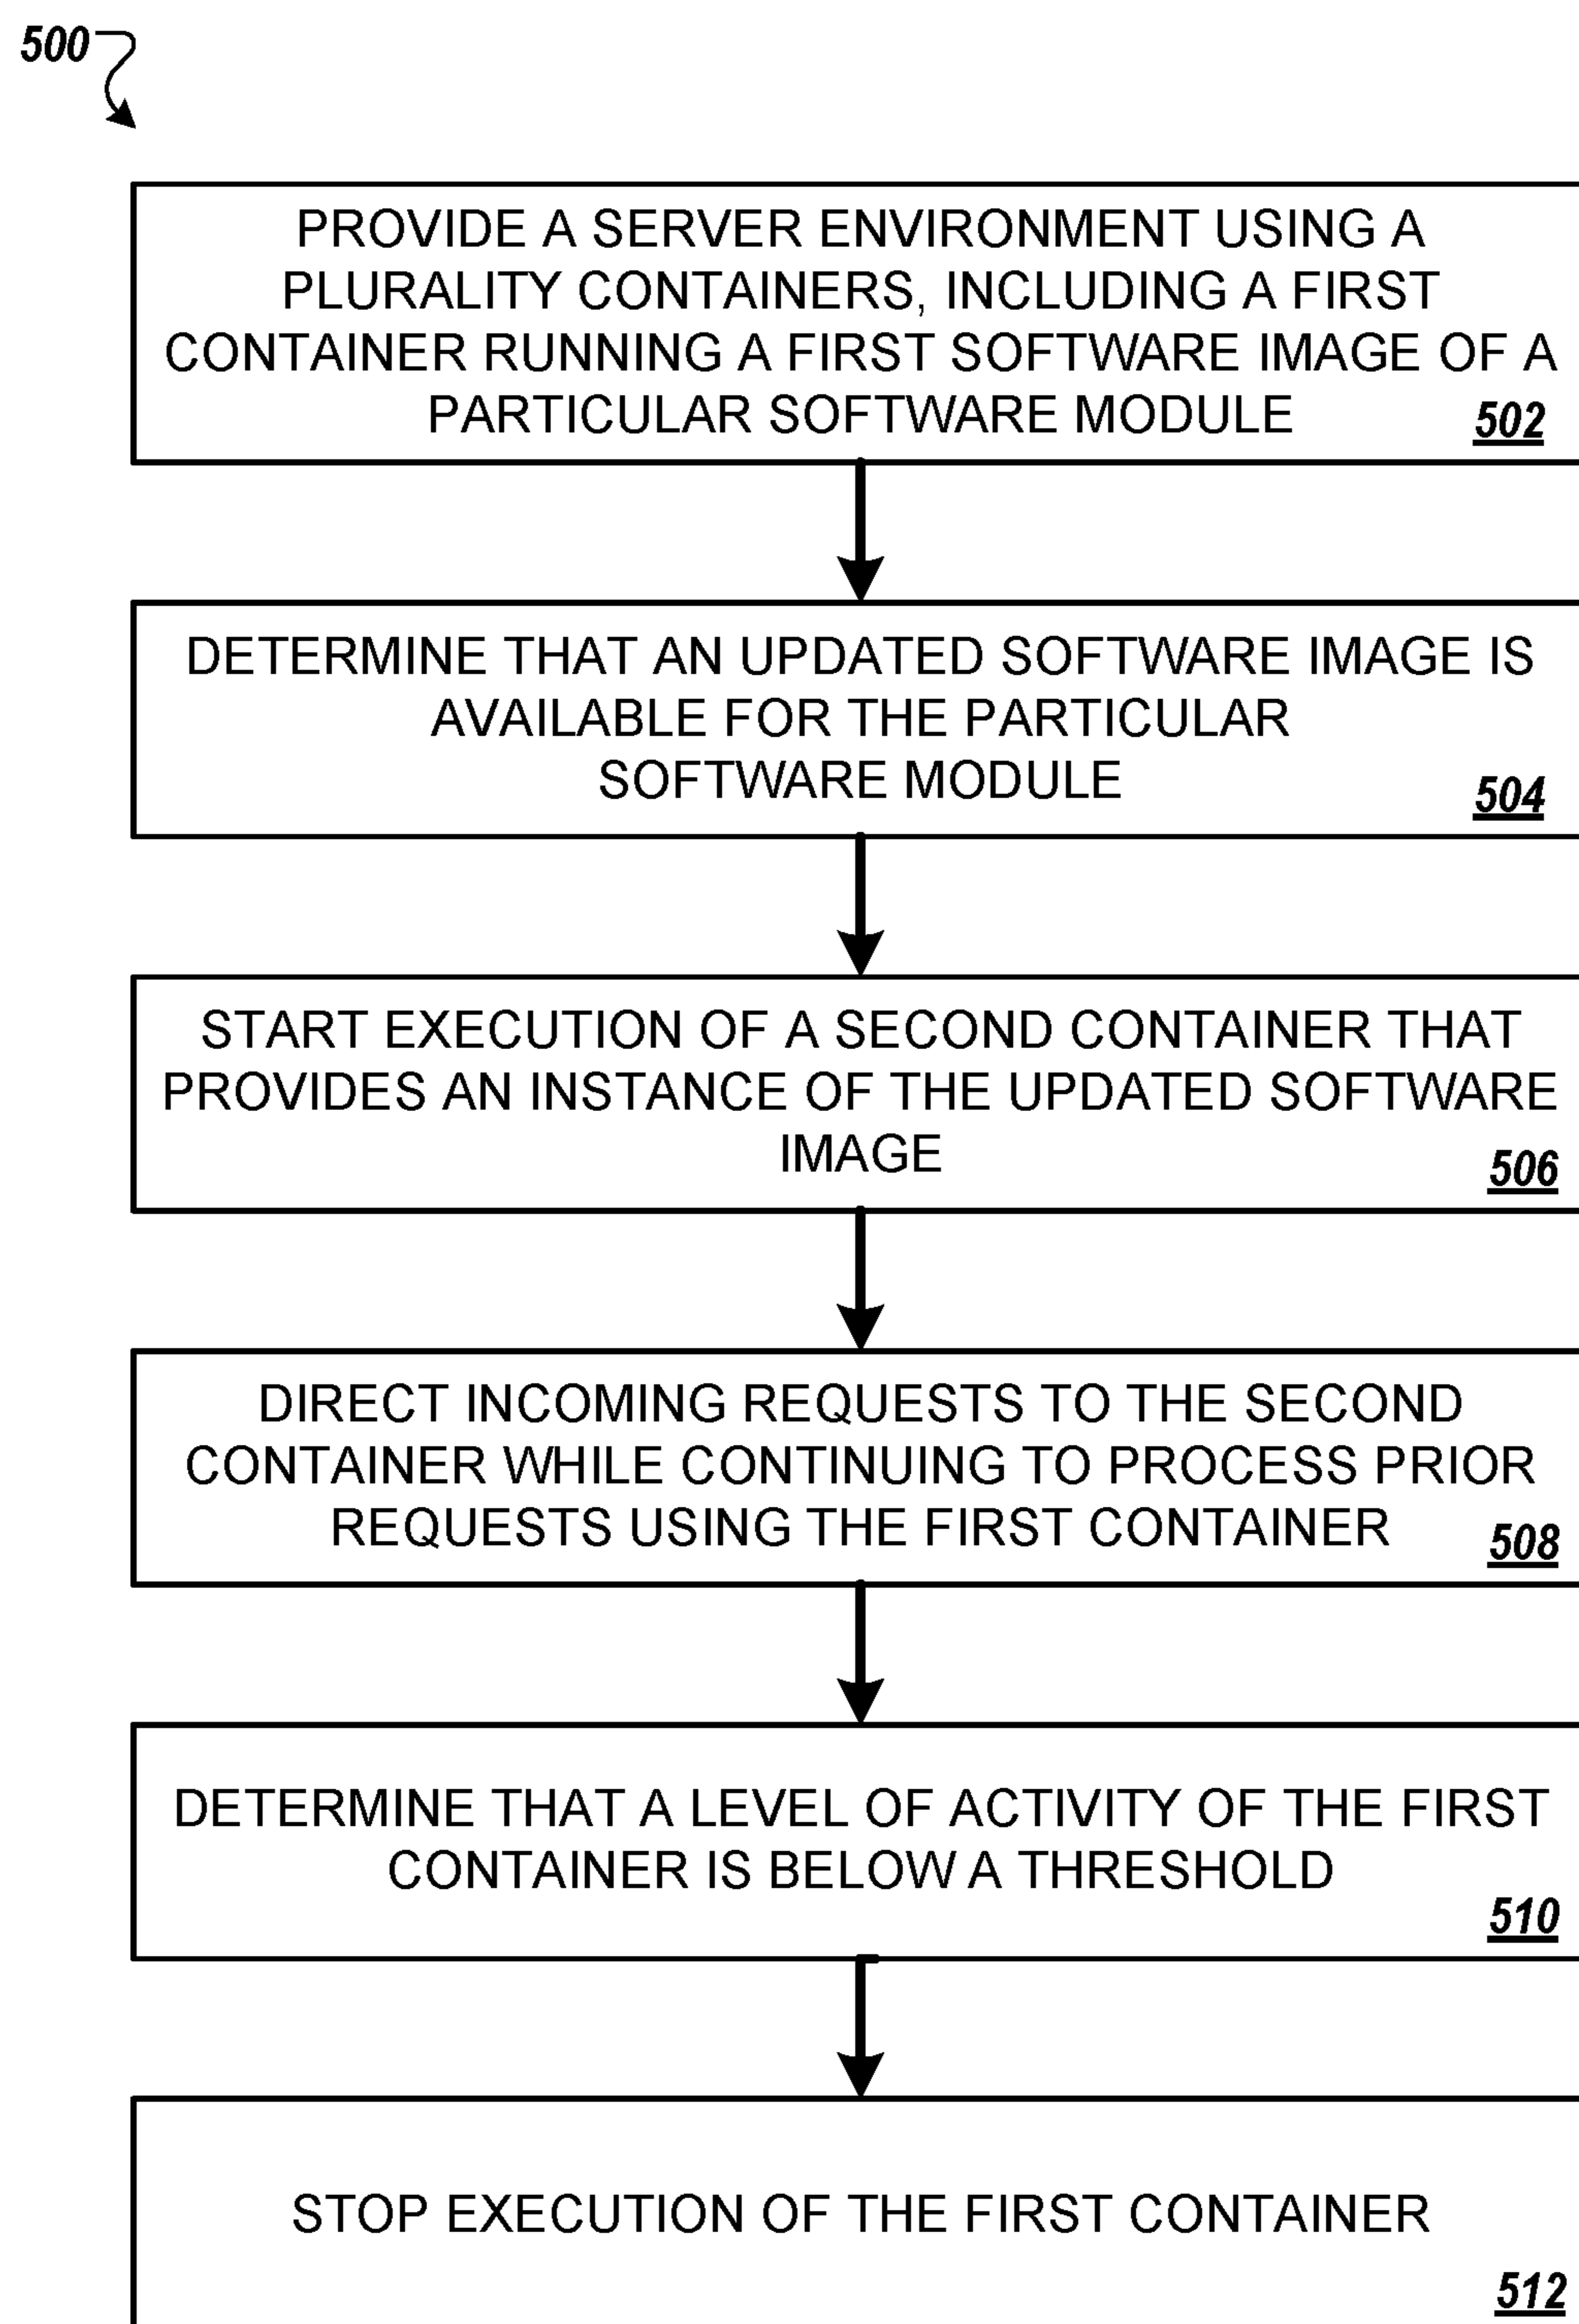 500
PROVIDE A SERVER ENVIRONMENT USING A
PLURALITY CONTAINERS, INCLUDING A FIRST
CONTAINER RUNNING A FIRST SOFTWARE IMAGE OF A
PARTICULAR SOFTWARE MODULE
502
DETERMINE THAT AN UPDATED SOFTWARE IMAGE IS
AVAILABLE FOR THE PARTICULAR
SOFTWARE MODULE
504
START EXECUTION OF A SECOND CONTAINER THAT
PROVIDES AN INSTANCE OF THE UPDATED SOFTWARE
IMAGE
506
DIRECT INCOMING REQUESTS TO THE SECOND
CONTAINER WHILE CONTINUING TO PROCESS PRIOR
REQUESTS USING THE FIRST CONTAINER
508
DETERMINE THAT A LEVEL OF ACTIVITY OF THE FIRST
CONTAINER IS BELOW A THRESHOLD
510
STOP EXECUTION OF THE FIRST CONTAINER
512